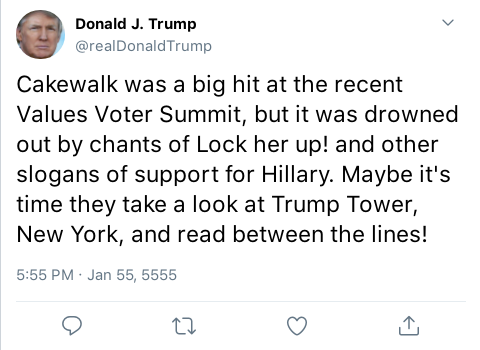 Donald J. Trump
@realDonaldTrump
Cakewalk was a big hit at the recent
Values Voter Summit, but it was drowned
out by chants of Lock her up! and other
slogans of support for Hillary. Maybe it's
time they take a look at Trump Tower,
New York, and read between the lines!
5:55 PM · Jan 55, 5555